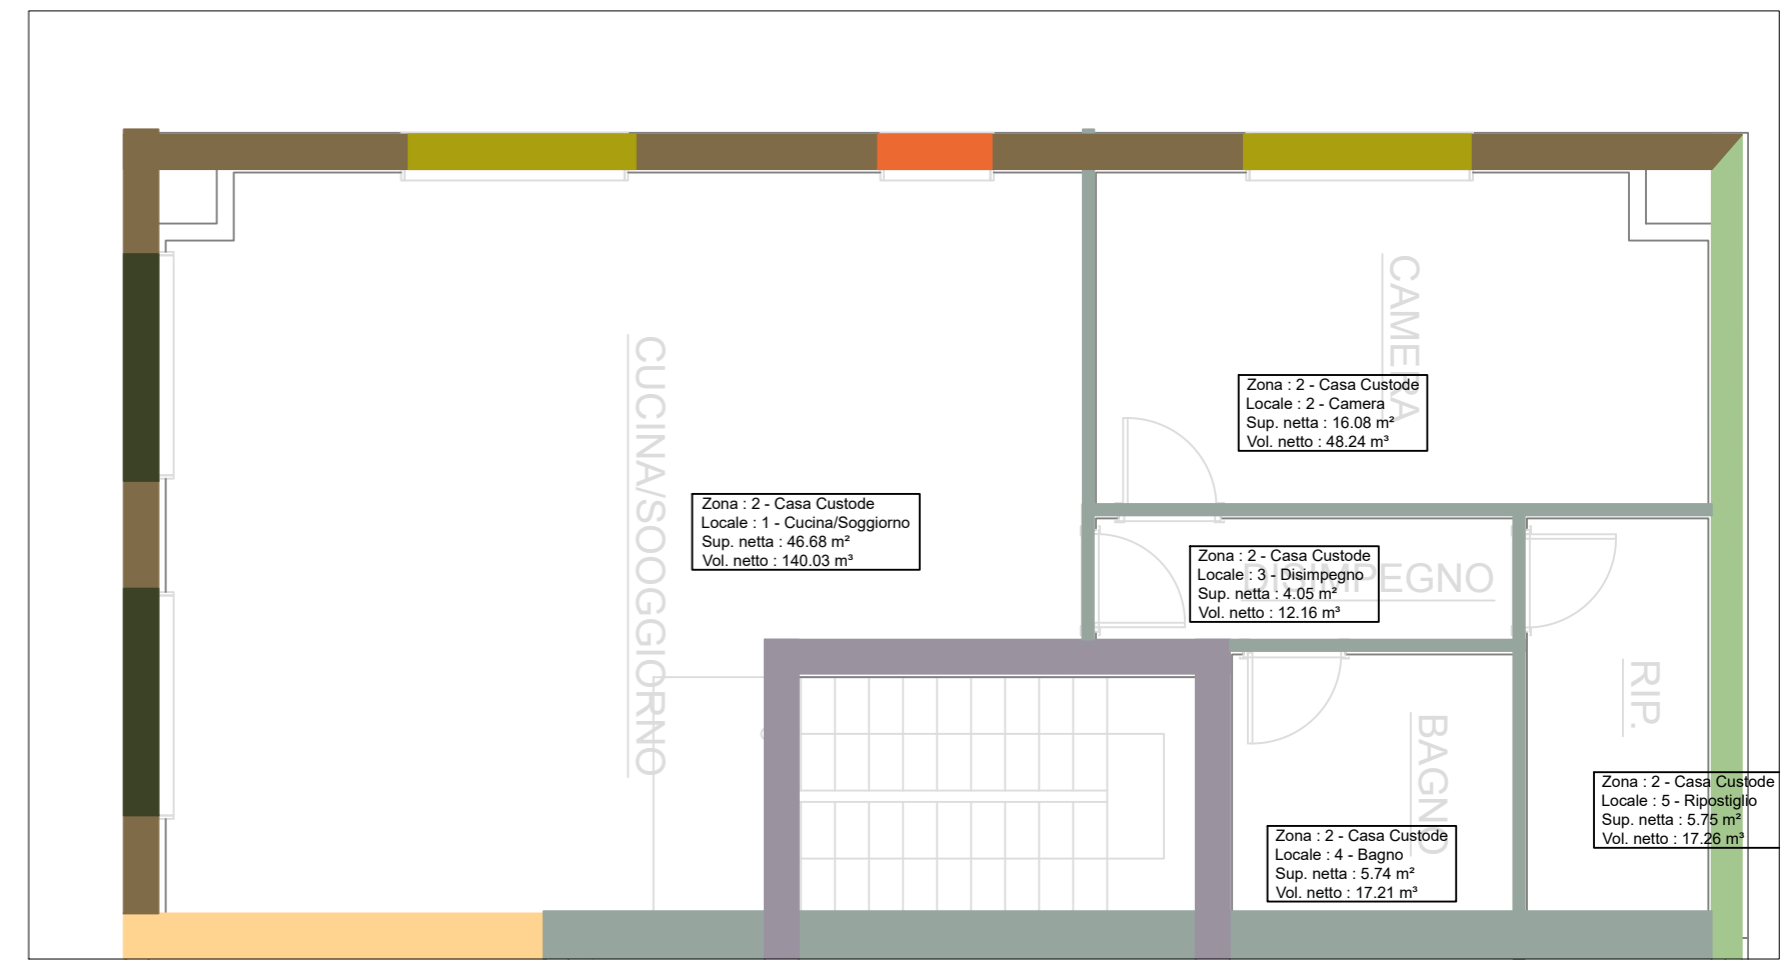 CAMERA
Zona : 2 - Casa Custode
Locale : 2 - Camera
Sup. netta : 16.08 m²
Vol. netto : 48.24 m³
CUCINA/SOOGGIORNO
Zona : 2 - Casa Custode
Locale : 1 - Cucina/Soggiorno
Sup. netta : 46.68 m²
Vol. netto : 140.03 m³
DISIMPEGNO
Zona : 2 - Casa Custode
Locale : 3 - Disimpegno
Sup. netta : 4.05 m²
Vol. netto : 12.16 m³
RIP.
Zona : 2 - Casa Custode
Locale : 5 - Ripostiglio
Sup. netta : 5.75 m²
Vol. netto : 17.26 m³
BAGNO
Zona : 2 - Casa Custode
Locale : 4 - Bagno
Sup. netta : 5.74 m²
Vol. netto : 17.21 m³